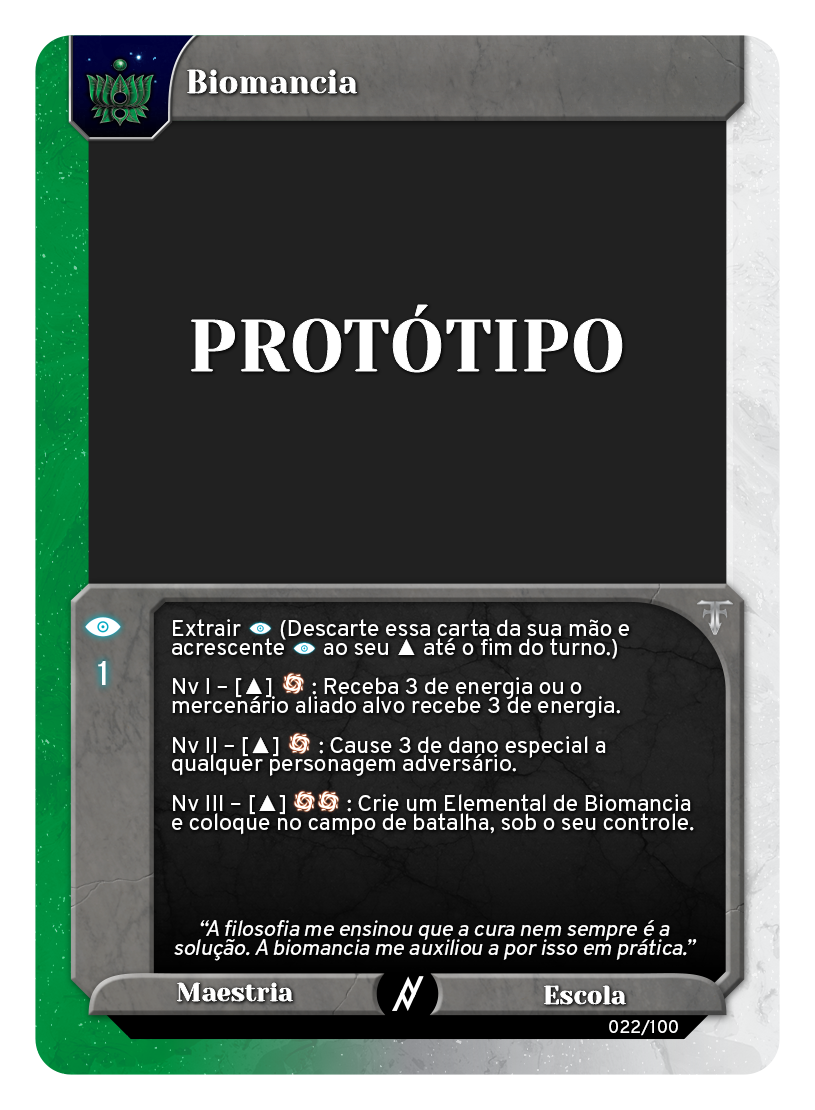 Biomancia
PROTÓTIPO
1
Extrair (Descarte essa carta da sua mão e
acrescente ao seu ▲ até o fim do turno.)
Nv I – [▲] : Receba 3 de energia ou o
mercenário aliado alvo recebe 3 de energia.
Nv II – [▲] : Cause 3 de dano especial a
qualquer personagem adversário.
Nv III – [▲] : Crie um Elemental de Biomancia
e coloque no campo de batalha, sob o seu controle.
“A filosofia me ensinou que a cura nem sempre é a
solução. A biomancia me auxiliou a por isso em prática.”
Maestria
Escola
022/100